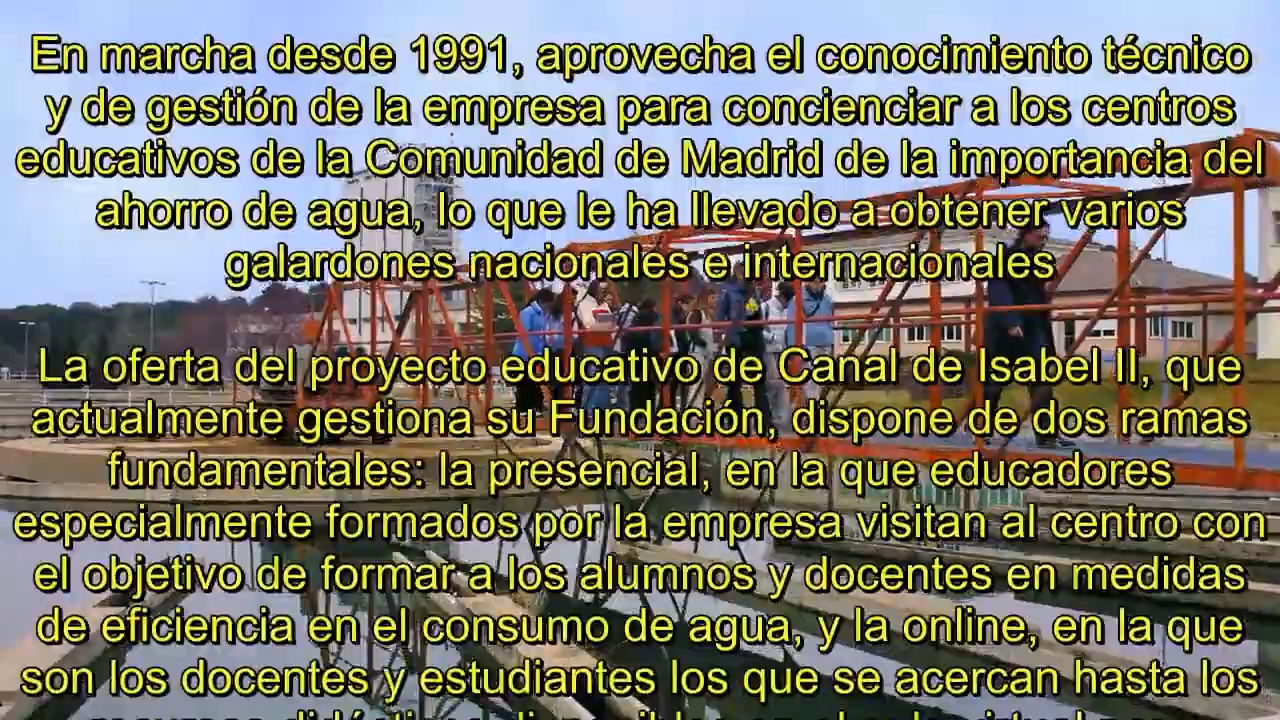 En marcha desde 1991, aprovecha el conocimiento técnico
y de gestión de la empresa para concienciar a los centros
educativos de la Comunidad de Madrid de la importancia del
ahorro de agua, lo que le ha llevado a obtener varios
galardones nacionales e internacionales
La oferta del proyecto educativo de Canal de Isabel II, que
actualmente gestiona su Fundación, dispone de dos ramas
fundamentales: la presencial, en la que educadores
especialmente formados por la empresa visitan al centro con
el objetivo de formar a los alumnos y docentes en medidas
de eficiencia en el consumo de agua, y la online, en la que
son los docentes y estudiantes los que se acercan hasta los